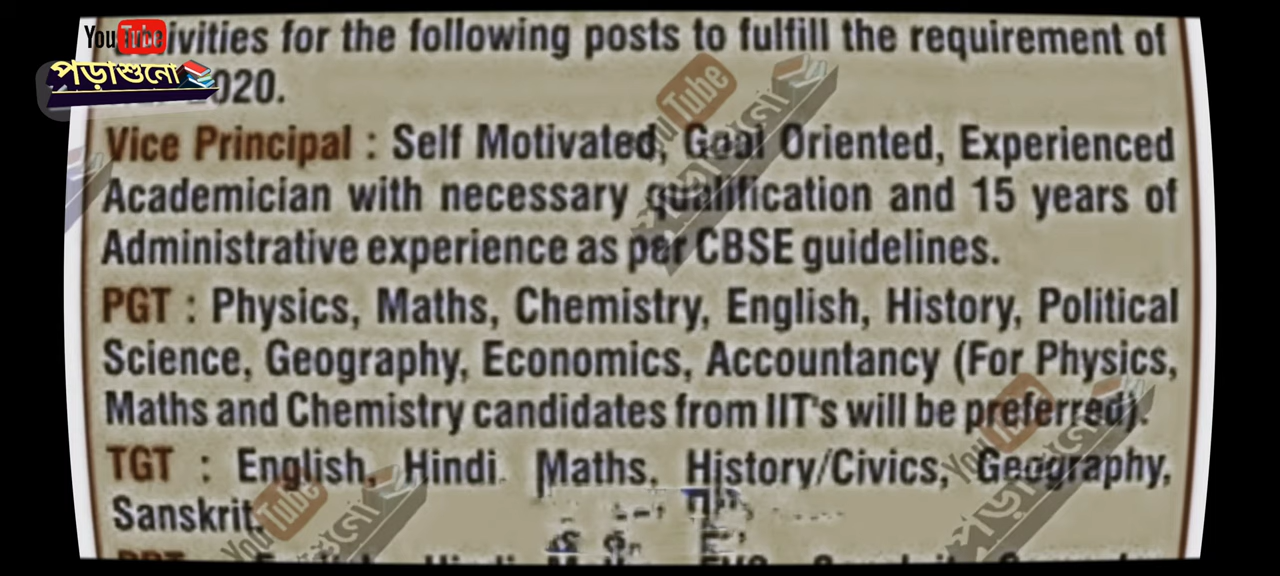 YouTube
পড়াশুনো
ivities for the following posts to fulfill the requirement of
2020.
Vice Principal : Self Motivated, Goal Oriented, Experienced
Academician with necessary qualification and 15 years of
Administrative experience as per CBSE guidelines.
PGT : Physics, Maths, Chemistry, English, History, Political
Science, Geography, Economics, Accountancy (For Physics,
Maths and Chemistry candidates from IIT's will be preferred).
TGT : English, Hindi, Maths, History/Civics, Geography,
Sanskrit.